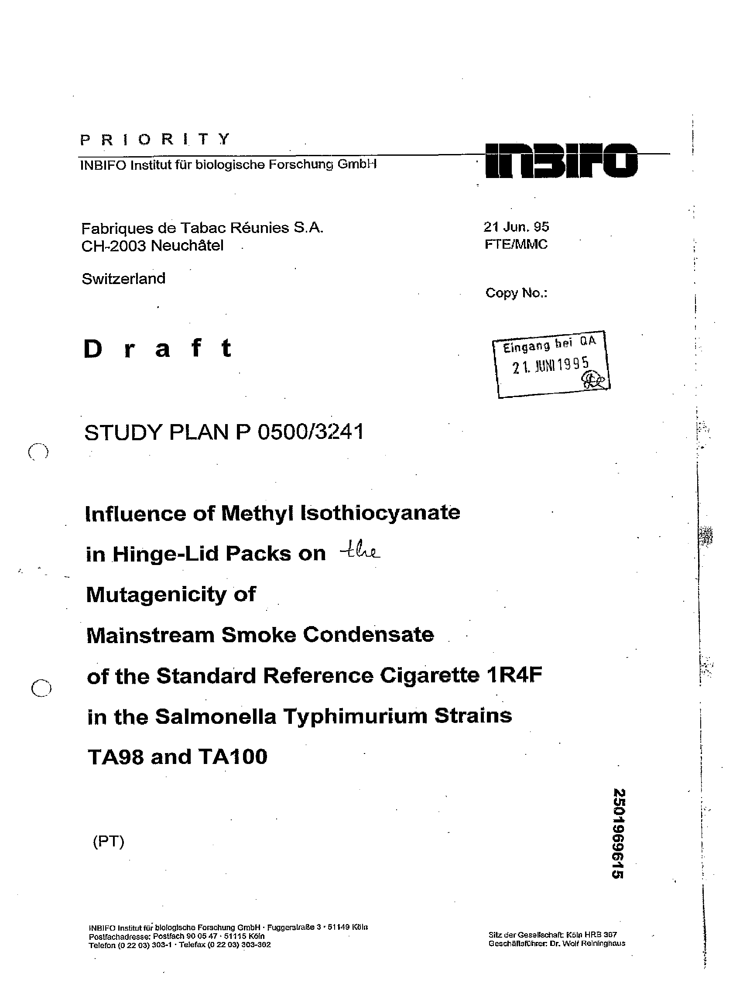 P R I O R I T Y
INBIFO Institut für biologische Forschung GmbH
INBIFO
Fabriques de Tabac Réunies S.A.
CH-2003 Neuchâtel
Switzerland
21 Jun. 95
FTE/MMC
Copy No.:
D r a f t
Eingang bei QA
21. JUNI 1995
STUDY PLAN P 0500/3241
Influence of Methyl Isothiocyanate
in Hinge-Lid Packs on the
Mutagenicity of
Mainstream Smoke Condensate
of the Standard Reference Cigarette 1R4F
in the Salmonella Typhimurium Strains
TA98 and TA100
(PT)
2501969615
INBIFO Institut für biologische Forschung GmbH · Fuggerstraße 3 · 51149 Köln
Postfachadresse: Postfach 90 05 47 · 51115 Köln
Telefon (0 22 03) 303-1 · Telefax (0 22 03) 303-362
Sitz der Gesellschaft: Köln HRB 367
Geschäftsführer: Dr. Wolf Reininghaus